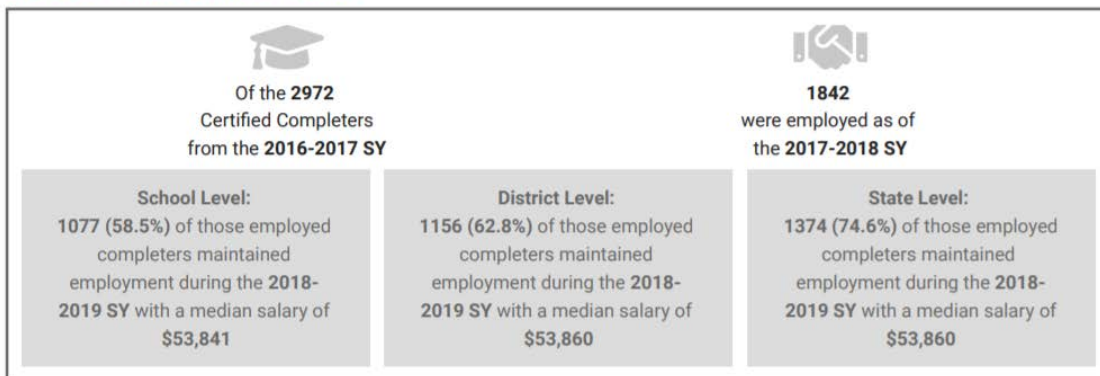 Of the 2972
Certified Completers
from the 2016-2017 SY
1842
were employed as of
the 2017-2018 SY
School Level:
1077 (58.5%) of those employed
completers maintained
employment during the 2018-
2019 SY with a median salary of
$53,841
District Level:
1156 (62.8%) of those employed
completers maintained
employment during the 2018-
2019 SY with a median salary of
$53,860
State Level:
1374 (74.6%) of those employed
completers maintained
employment during the 2018-
2019 SY with a median salary of
$53,860